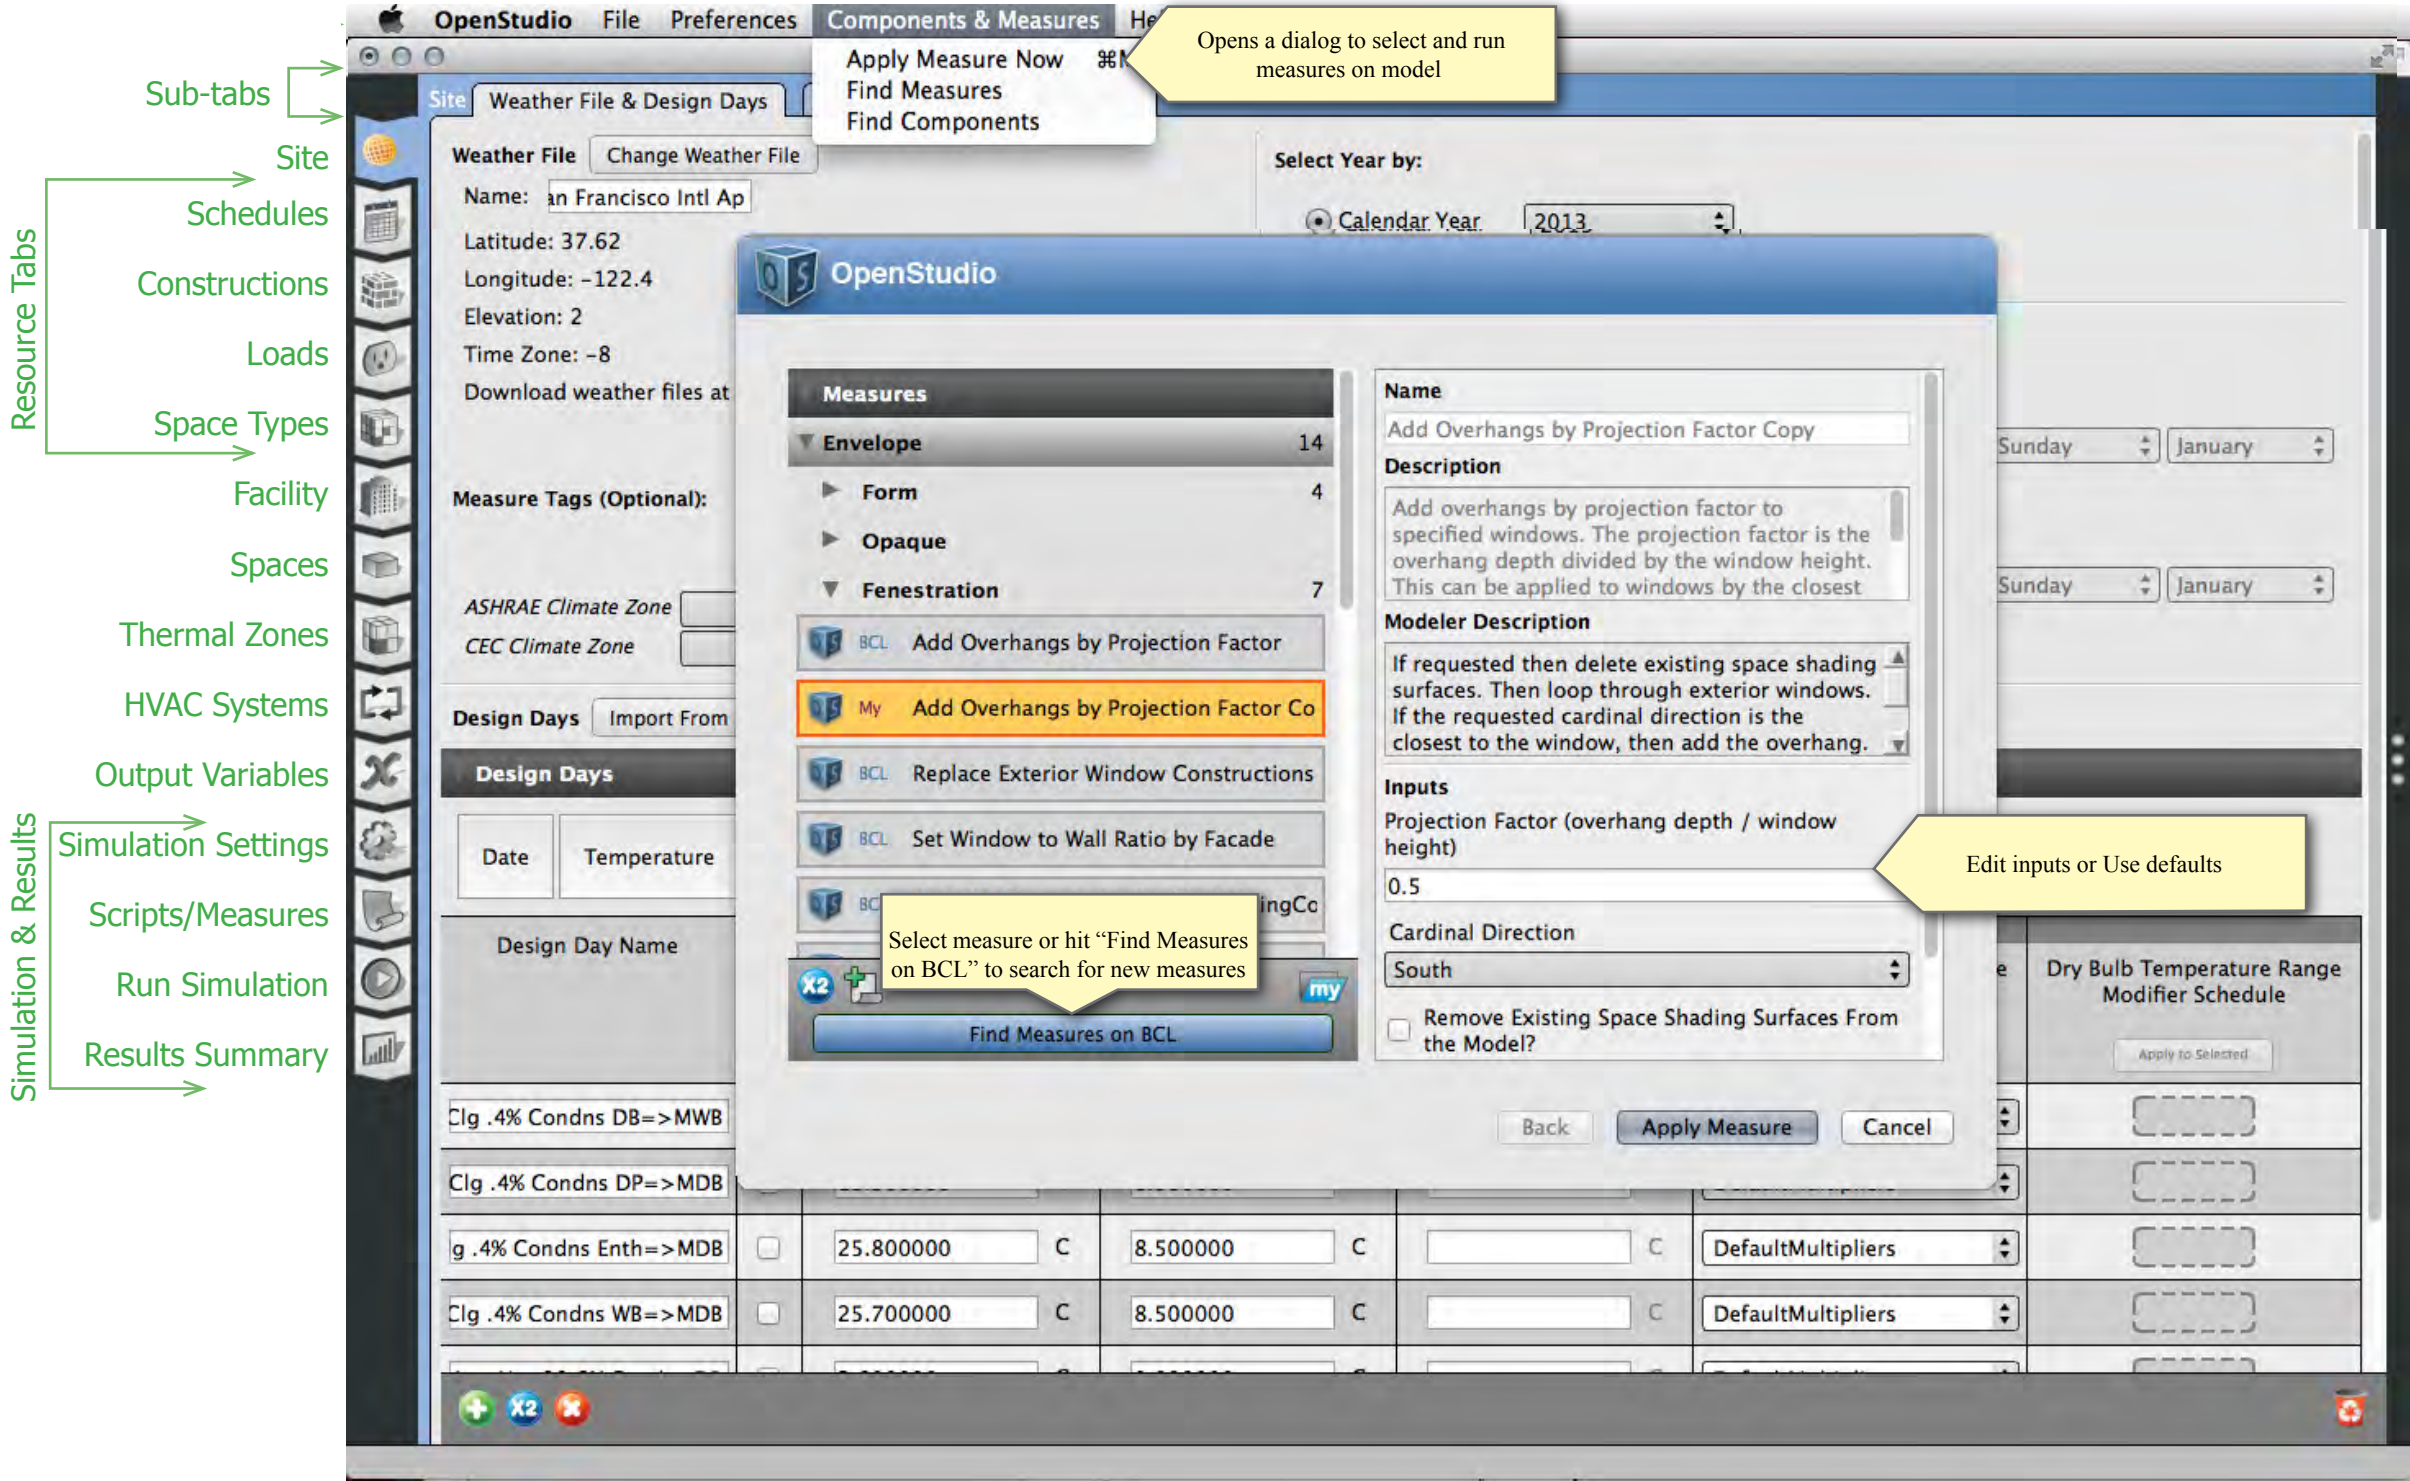 OpenStudio File Preferences Components & Measures
Apply Measure Now ⌘
Find Measures
Find Components
Opens a dialog to select and run
measures on model
Sub-tabs
Site
Schedules
Constructions
Loads
Space Types
Facility
Spaces
Thermal Zones
HVAC Systems
Output Variables
Simulation Settings
Scripts/Measures
Run Simulation
Results Summary
Resource Tabs
Simulation & Results
Site Weather File & Design Days
Weather File Change Weather File
Name: an Francisco Intl Ap
Latitude: 37.62
Longitude: -122.4
Elevation: 2
Time Zone: -8
Download weather files at
Measure Tags (Optional):
ASHRAE Climate Zone
CEC Climate Zone
Design Days Import From
Design Days
Date Temperature
Design Day Name
Select Year by:
Calendar Year 2013
Sunday January
Sunday January
OpenStudio
Measures
Envelope 14
Form 4
Opaque
Fenestration 7
BCL Add Overhangs by Projection Factor
My Add Overhangs by Projection Factor Co
BCL Replace Exterior Window Constructions
BCL Set Window to Wall Ratio by Facade
BC ingCo
Select measure or hit “Find Measures
on BCL” to search for new measures
X2 my
Find Measures on BCL
Name
Add Overhangs by Projection Factor Copy
Description
Add overhangs by projection factor to
specified windows. The projection factor is the
overhang depth divided by the window height.
This can be applied to windows by the closest
Modeler Description
If requested then delete existing space shading
surfaces. Then loop through exterior windows.
If the requested cardinal direction is the
closest to the window, then add the overhang.
Inputs
Projection Factor (overhang depth / window
height)
0.5
Edit inputs or Use defaults
Cardinal Direction
South
Remove Existing Space Shading Surfaces From
the Model?
Back Apply Measure Cancel
e
Dry Bulb Temperature Range
Modifier Schedule
Apply to Selected
Clg .4% Condns DB=>MWB
Clg .4% Condns DP=>MDB
g .4% Condns Enth=>MDB 25.800000 C 8.500000 C C DefaultMultipliers
Clg .4% Condns WB=>MDB 25.700000 C 8.500000 C C DefaultMultipliers
X2